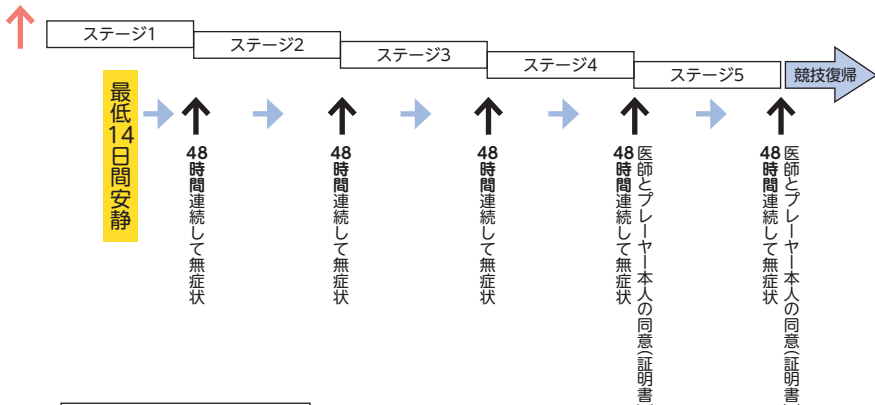 ステージ1
ステージ2
ステージ3
ステージ4
ステージ5
競技復帰
最低14日間安静
48時間連続して無症状
48時間連続して無症状
48時間連続して無症状
48時間連続して無症状
医師とプレーヤー本人の同意(証明書
48時間連続して無症状
医師とプレーヤー本人の同意(証明書